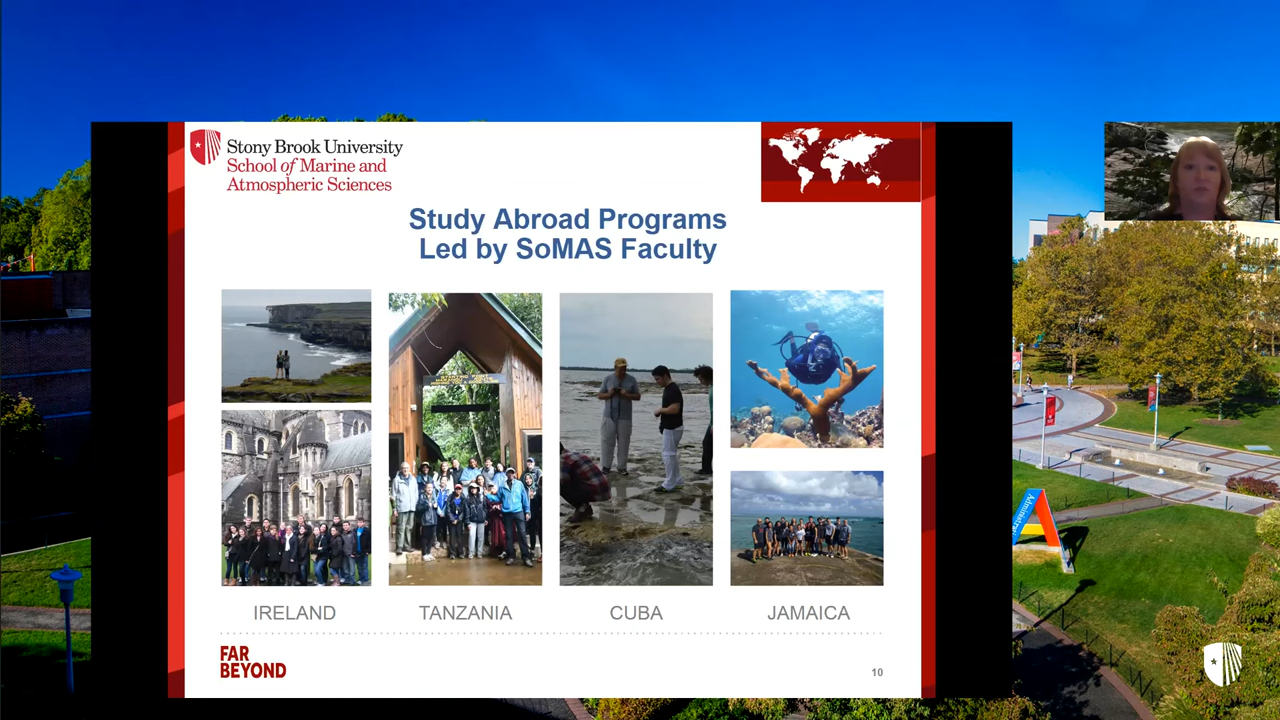 Stony Brook University
School of Marine and
Atmospheric Sciences
Study Abroad Programs
Led by SoMAS Faculty
IRELAND
TANZANIA
CUBA
JAMAICA
FAR
BEYOND
10